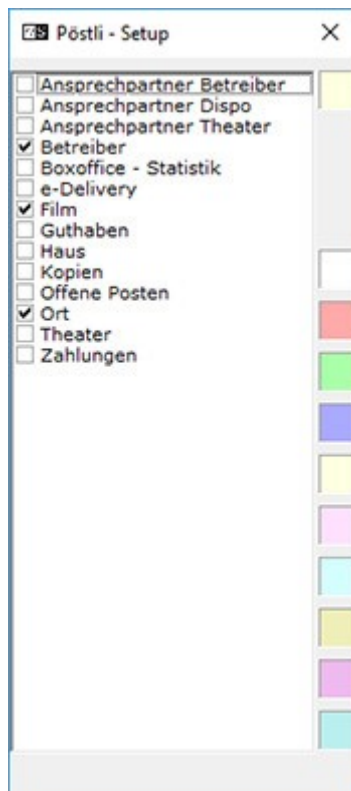 Pöstli - Setup
Ansprechpartner Betreiber
Ansprechpartner Dispo
Ansprechpartner Theater
Betreiber
Boxoffice - Statistik
e-Delivery
Film
Guthaben
Haus
Kopien
Offene Posten
Ort
Theater
Zahlungen